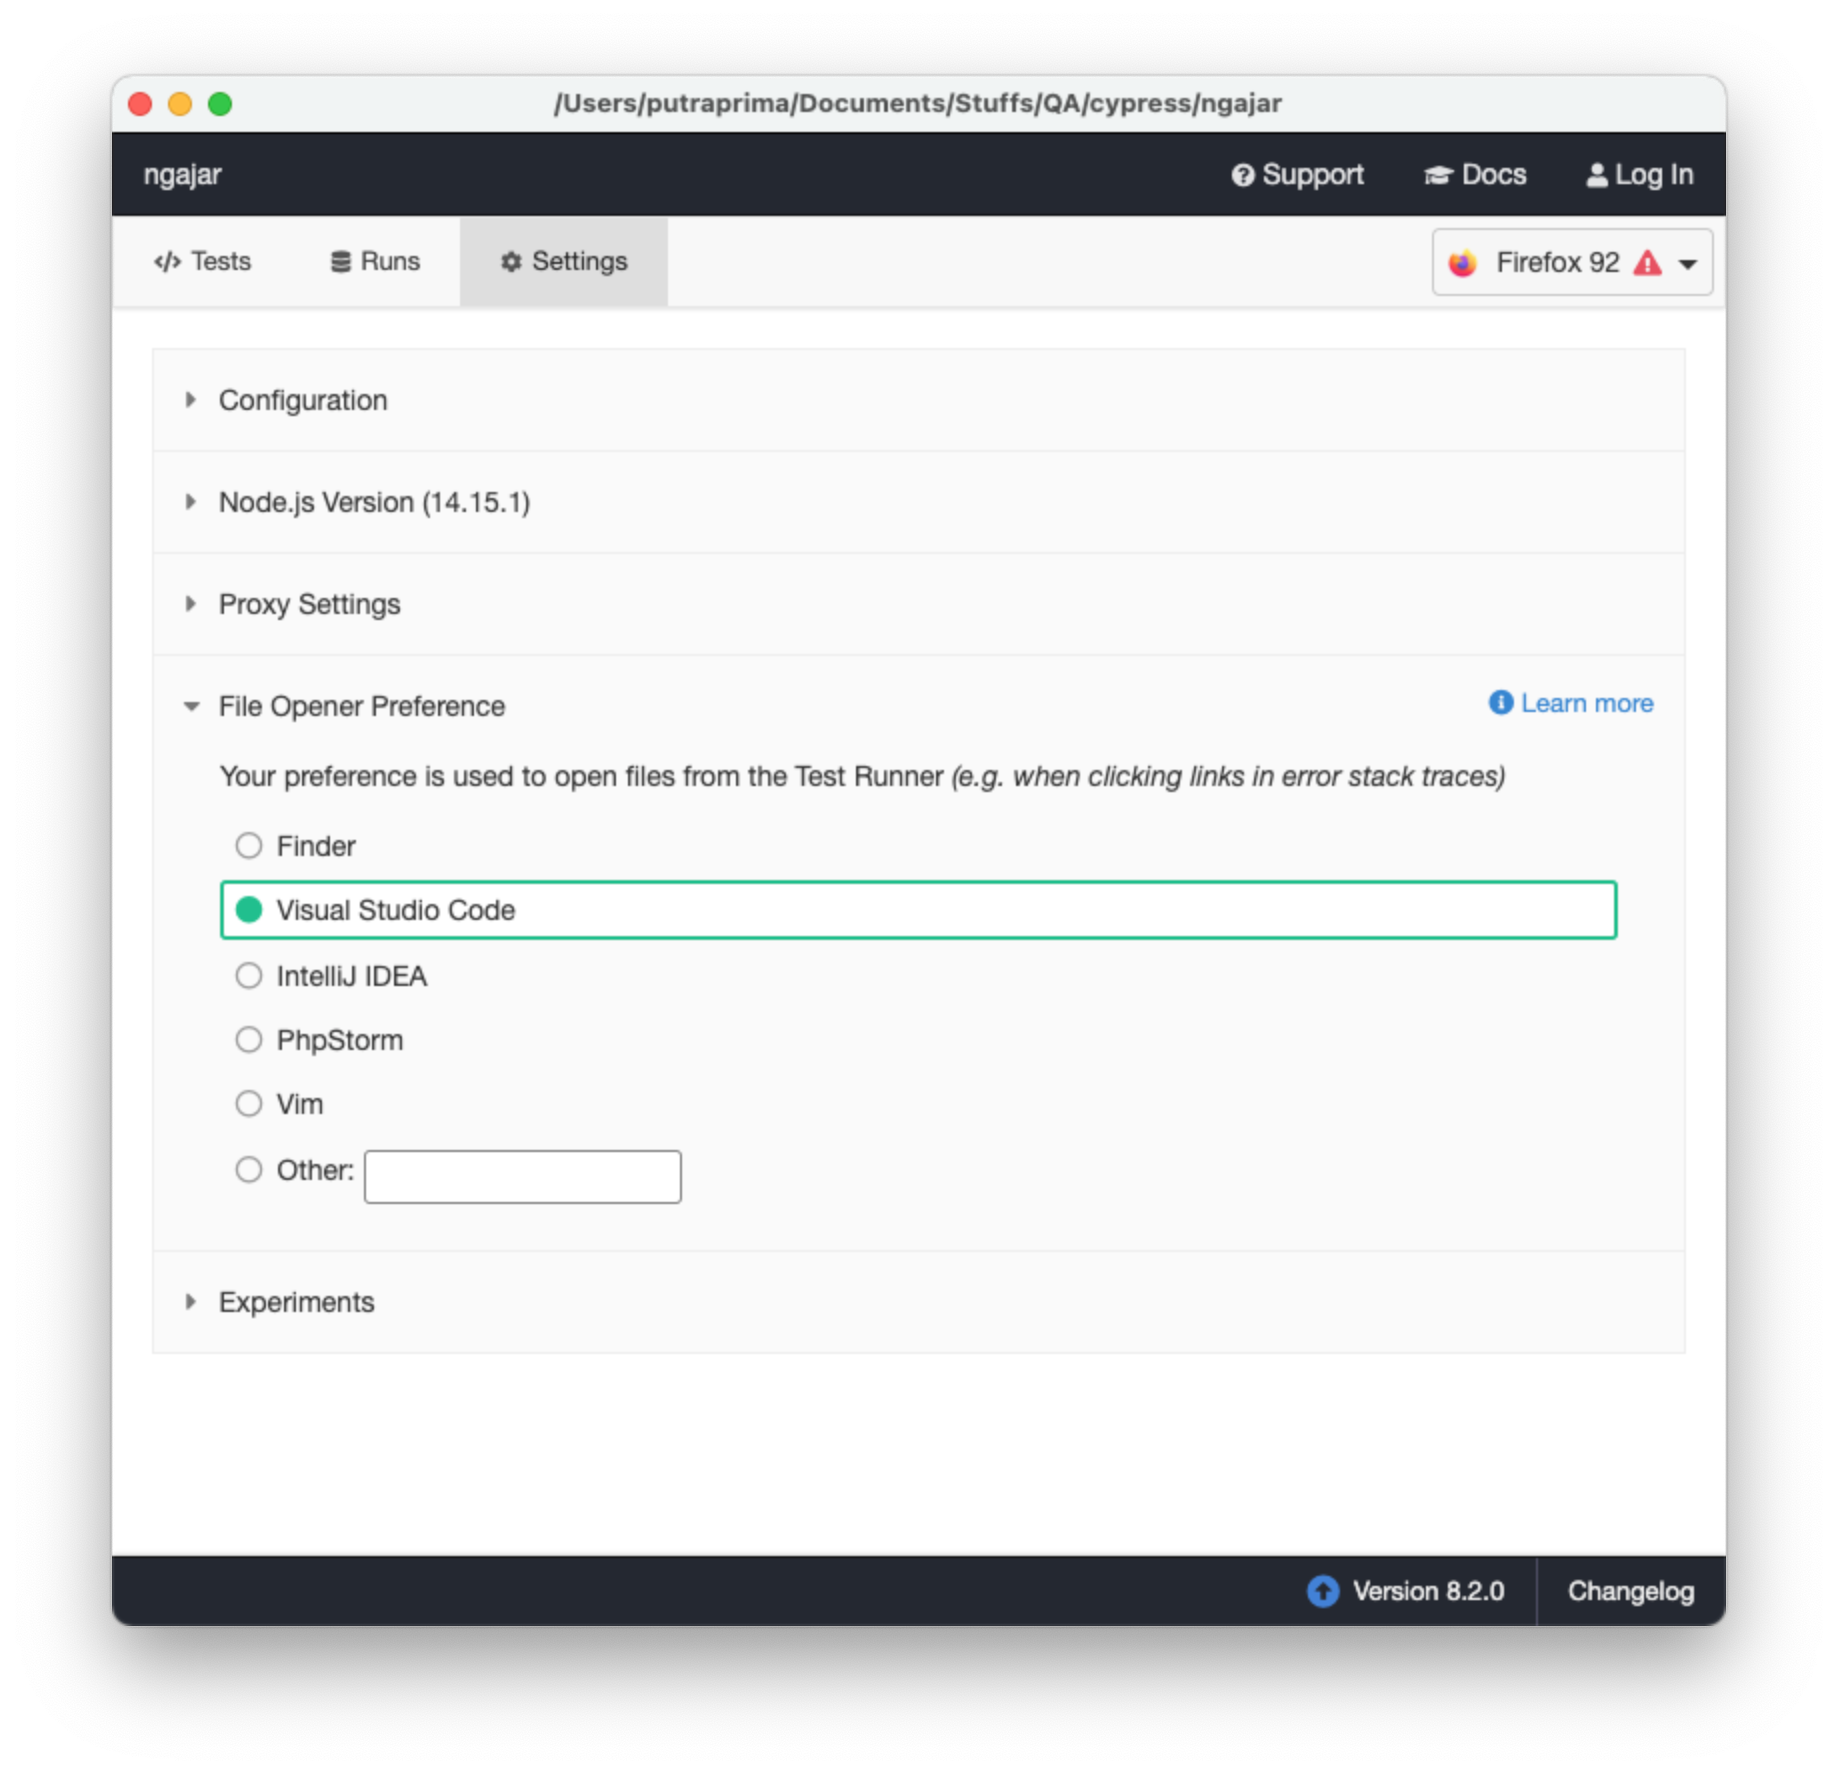 /Users/putraprima/Documents/Stuffs/QA/cypress/ngajar
ngajar
Support
Docs
Log In
</> Tests
Runs
Settings
Firefox 92
Configuration
Node.js Version (14.15.1)
Proxy Settings
File Opener Preference
Learn more
Your preference is used to open files from the Test Runner (e.g. when clicking links in error stack traces)
Finder
Visual Studio Code
IntelliJ IDEA
PhpStorm
Vim
Other:
Experiments
Version 8.2.0
Changelog